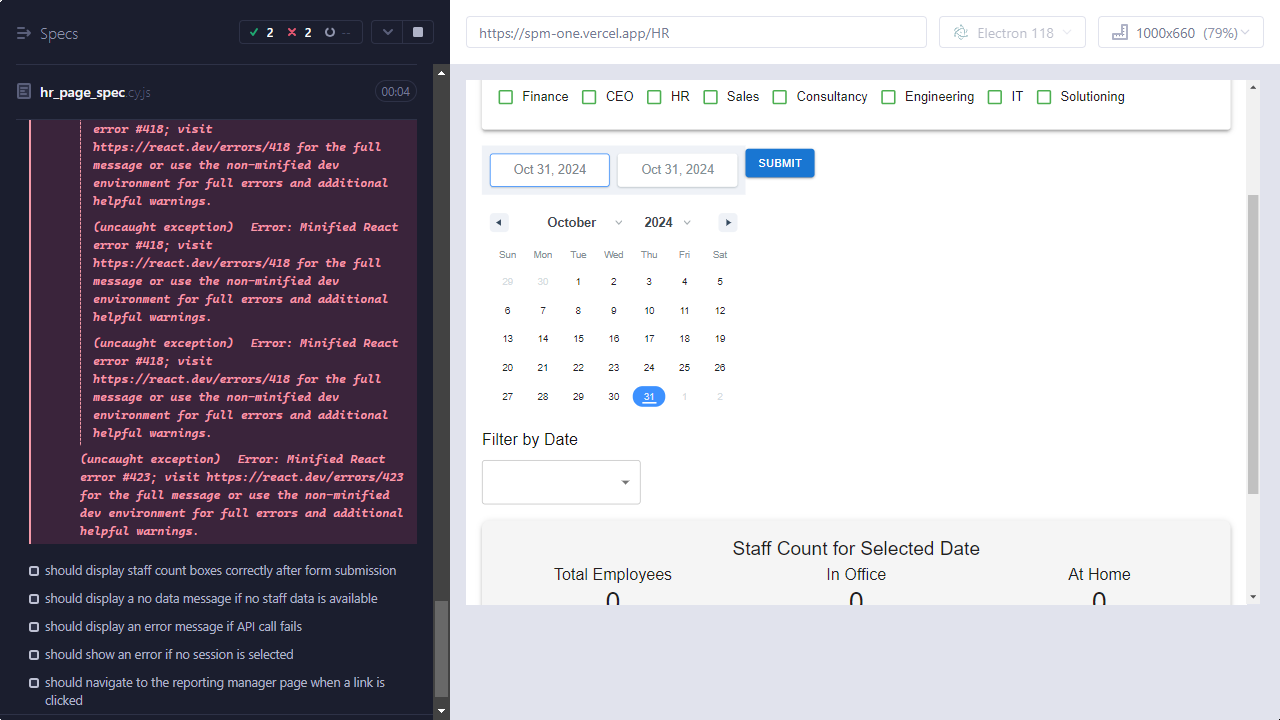 Specs
2
2
--
hr_page_spec.cy.js
00:04
error #418; visit
https://react.dev/errors/418 for the full
message or use the non-minified dev
environment for full errors and additional
helpful warnings.
(uncaught exception) Error: Minified React
error #418; visit
https://react.dev/errors/418 for the full
message or use the non-minified dev
environment for full errors and additional
helpful warnings.
(uncaught exception) Error: Minified React
error #418; visit
https://react.dev/errors/418 for the full
message or use the non-minified dev
environment for full errors and additional
helpful warnings.
(uncaught exception) Error: Minified React
error #423; visit https://react.dev/errors/423
for the full message or use the non-minified
dev environment for full errors and additional
helpful warnings.
should display staff count boxes correctly after form submission
should display a no data message if no staff data is available
should display an error message if API call fails
should show an error if no session is selected
should navigate to the reporting manager page when a link is
clicked
https://spm-one.vercel.app/HR
Electron 118
1000x660 (79%)
Finance CEO HR Sales Consultancy Engineering IT Solutioning
Oct 31, 2024 Oct 31, 2024 SUBMIT
October 2024
Sun Mon Tue Wed Thu Fri Sat
29 30 1 2 3 4 5
6 7 8 9 10 11 12
13 14 15 16 17 18 19
20 21 22 23 24 25 26
27 28 29 30 31 1 2
Filter by Date
Staff Count for Selected Date
Total Employees In Office At Home
0 0 0